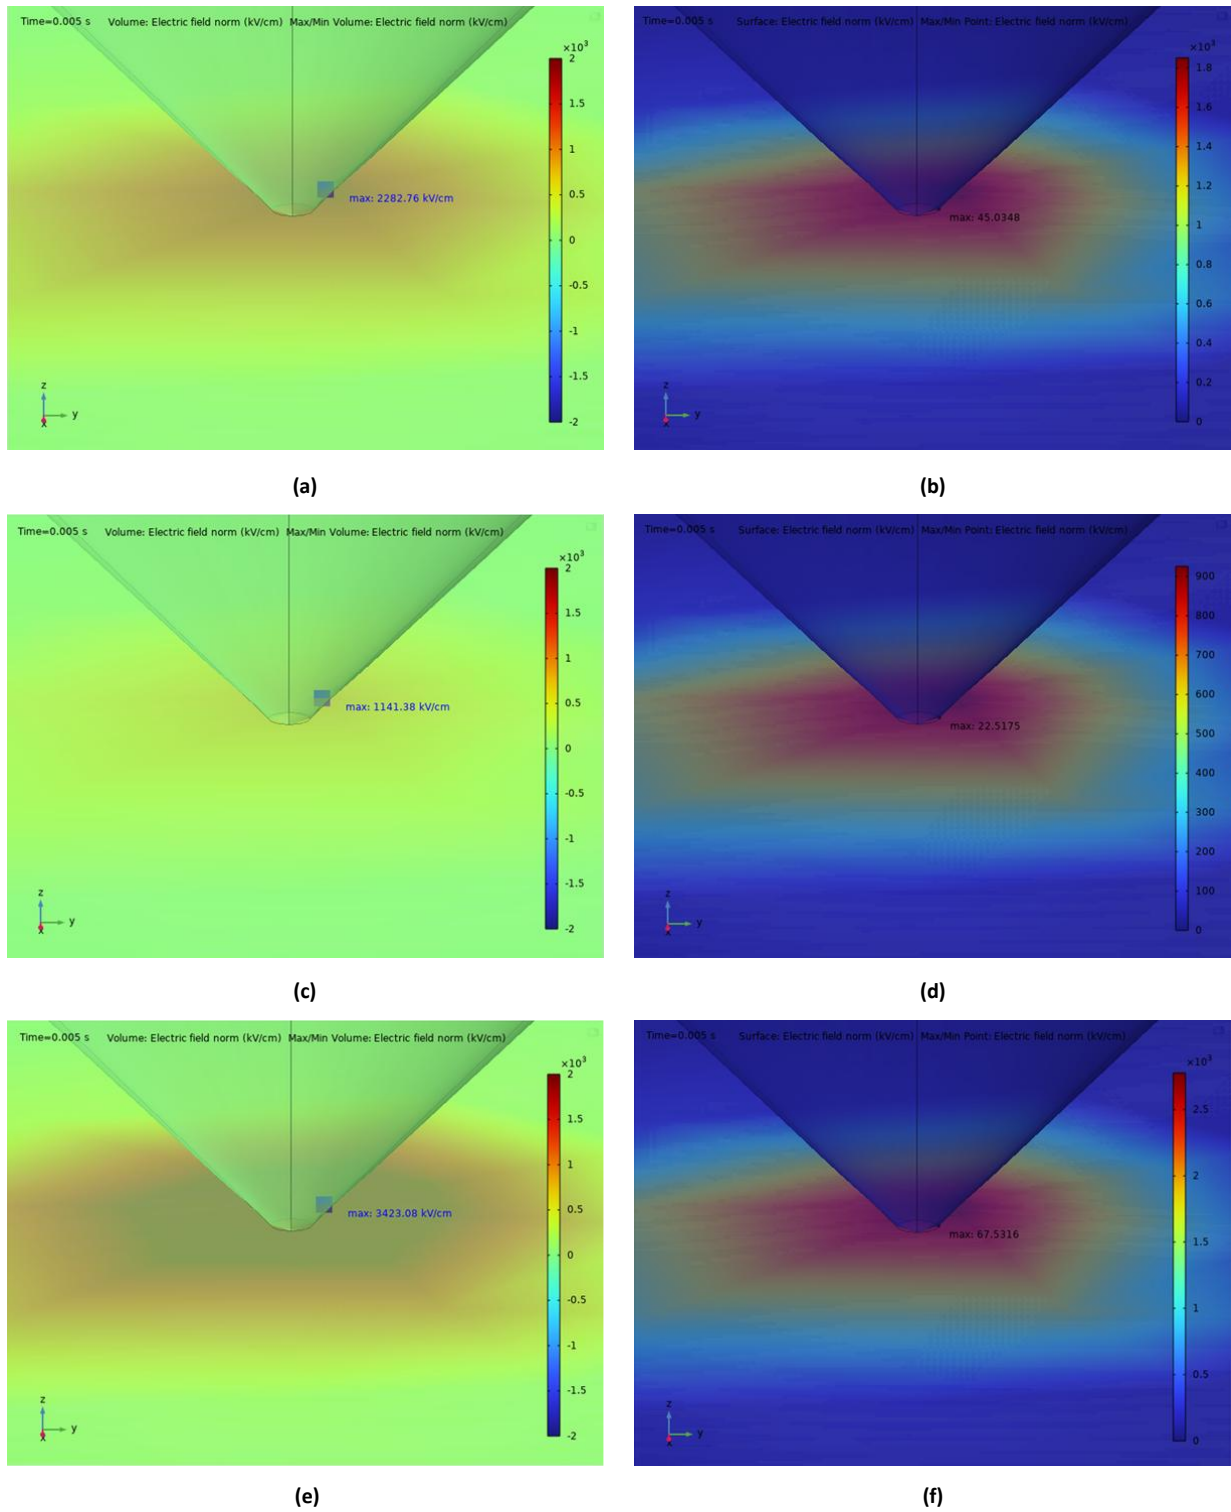 Time=0.005 s Volume: Electric field norm (kV/cm) Max/Min Volume: Electric field norm (kV/cm)
×10³
2
1.5
1
0.5
0
-0.5
-1
-1.5
-2
max: 2282.76 kV/cm
z
y
x
(a)
Time=0.005 s Surface: Electric field norm (kV/cm) Max/Min Point: Electric field norm (kV/cm)
×10³
1.8
1.6
1.4
1.2
1
0.8
0.6
0.4
0.2
0
max: 45.0348
z
y
x
(b)
Time=0.005 s Volume: Electric field norm (kV/cm) Max/Min Volume: Electric field norm (kV/cm)
×10³
2
1.5
1
0.5
0
-0.5
-1
-1.5
-2
max: 1141.38 kV/cm
z
y
x
(c)
Time=0.005 s Surface: Electric field norm (kV/cm) Max/Min Point: Electric field norm (kV/cm)
900
800
700
600
500
400
300
200
100
0
max: 22.5175
z
y
x
(d)
Time=0.005 s Volume: Electric field norm (kV/cm) Max/Min Volume: Electric field norm (kV/cm)
×10³
2
1.5
1
0.5
0
-0.5
-1
-1.5
-2
max: 3423.08 kV/cm
z
y
x
(e)
Time=0.005 s Surface: Electric field norm (kV/cm) Max/Min Point: Electric field norm (kV/cm)
×10³
2.5
2
1.5
1
0.5
0
max: 67.5316
z
y
x
(f)